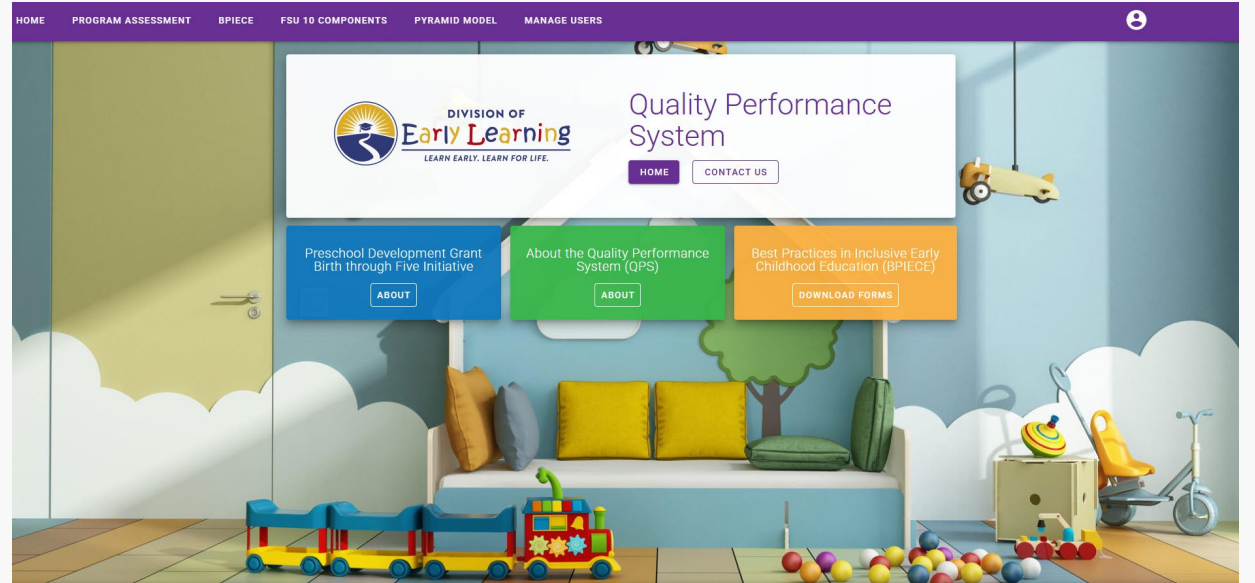 HOME PROGRAM ASSESSMENT BPIECE FSU 10 COMPONENTS PYRAMID MODEL MANAGE USERS
DIVISION OF
Early Learning
LEARN EARLY. LEARN FOR LIFE.
Quality Performance
System
HOME CONTACT US
Preschool Development Grant
Birth through Five Initiative
ABOUT
About the Quality Performance
System (QPS)
ABOUT
Best Practices in Inclusive Early
Childhood Education (BPIECE)
DOWNLOAD FORMS